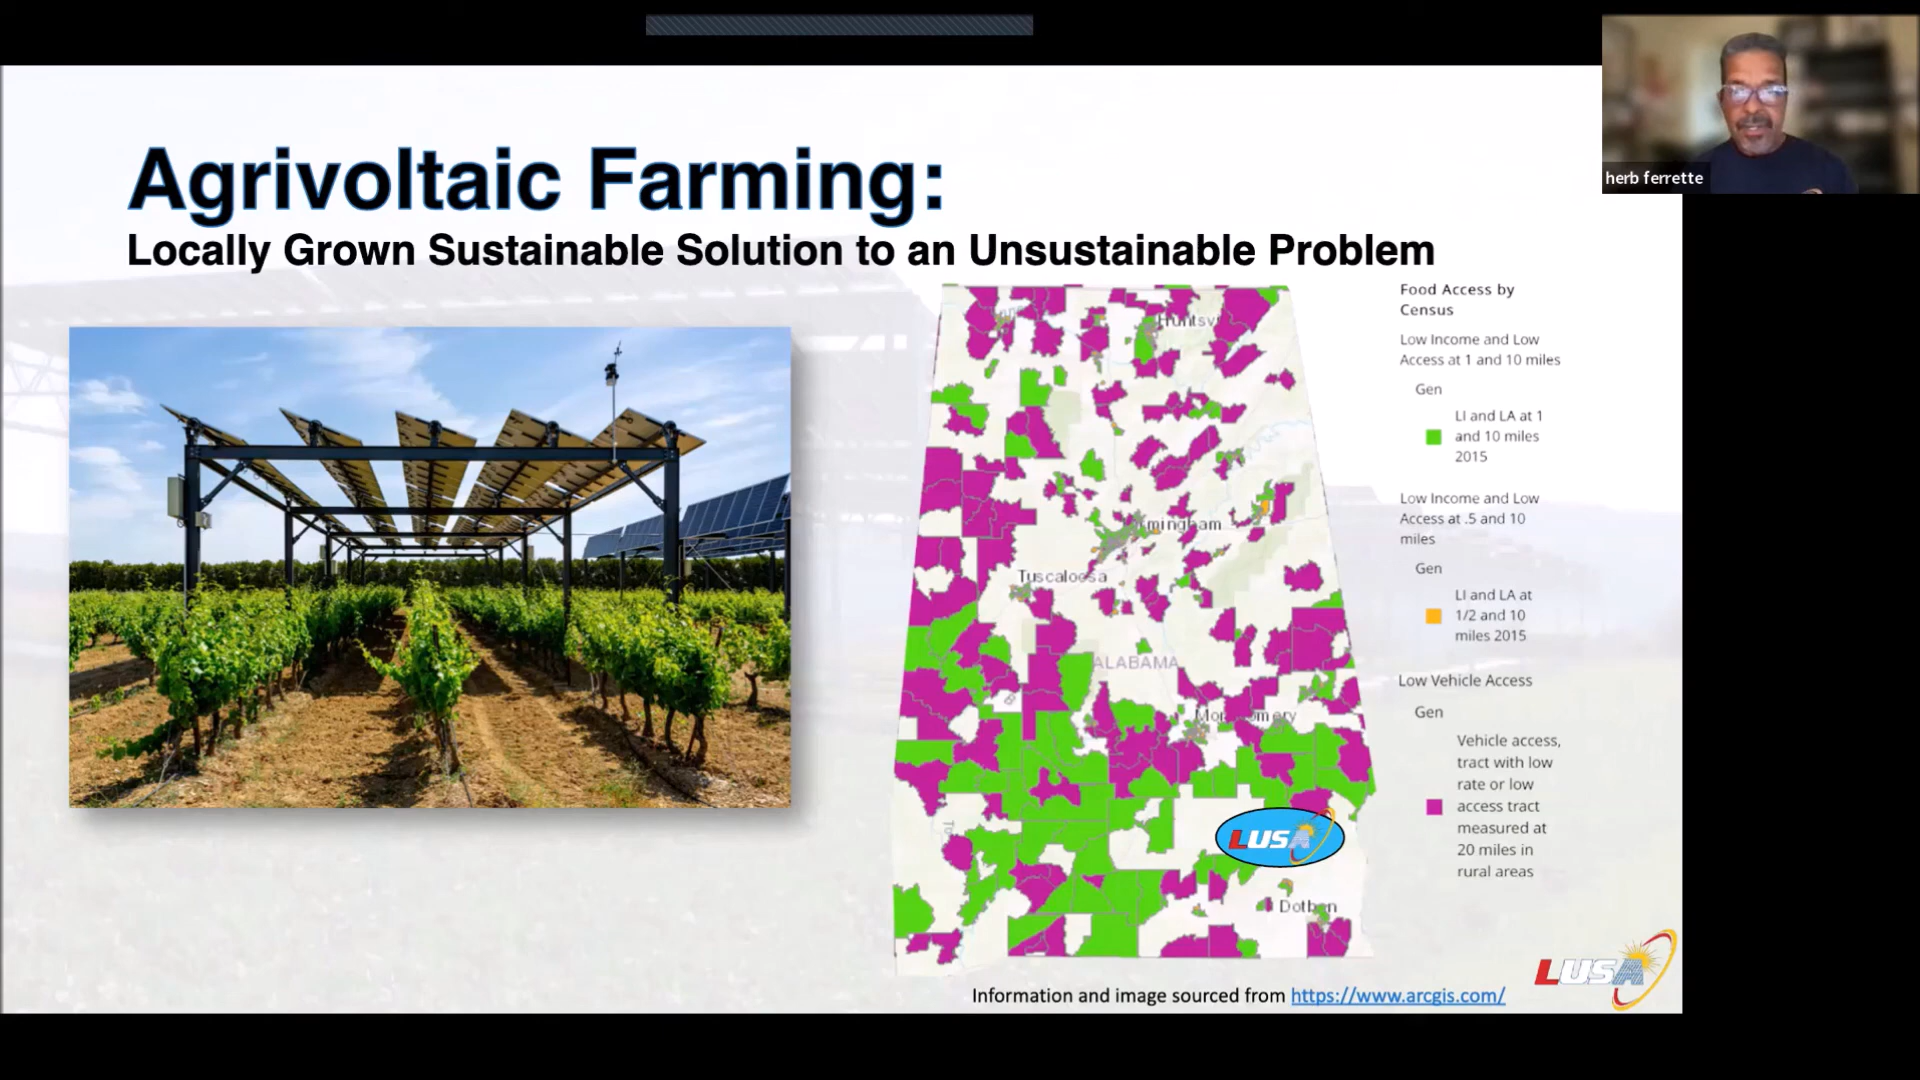 herb ferrette
Agrivoltaic Farming:
Locally Grown Sustainable Solution to an Unsustainable Problem
Food Access by
Census
Low Income and Low
Access at 1 and 10 miles
Gen
LI and LA at 1
and 10 miles
2015
Low Income and Low
Access at .5 and 10
miles
Gen
LI and LA at
1/2 and 10
miles 2015
Low Vehicle Access
Gen
Vehicle access,
tract with low
rate or low
access tract
measured at
20 miles in
rural areas
Huntsv
mingham
Tuscaloosa
ALABAMA
Montgomery
LUSA
Dothan
LUSA
Information and image sourced from https://www.arcgis.com/